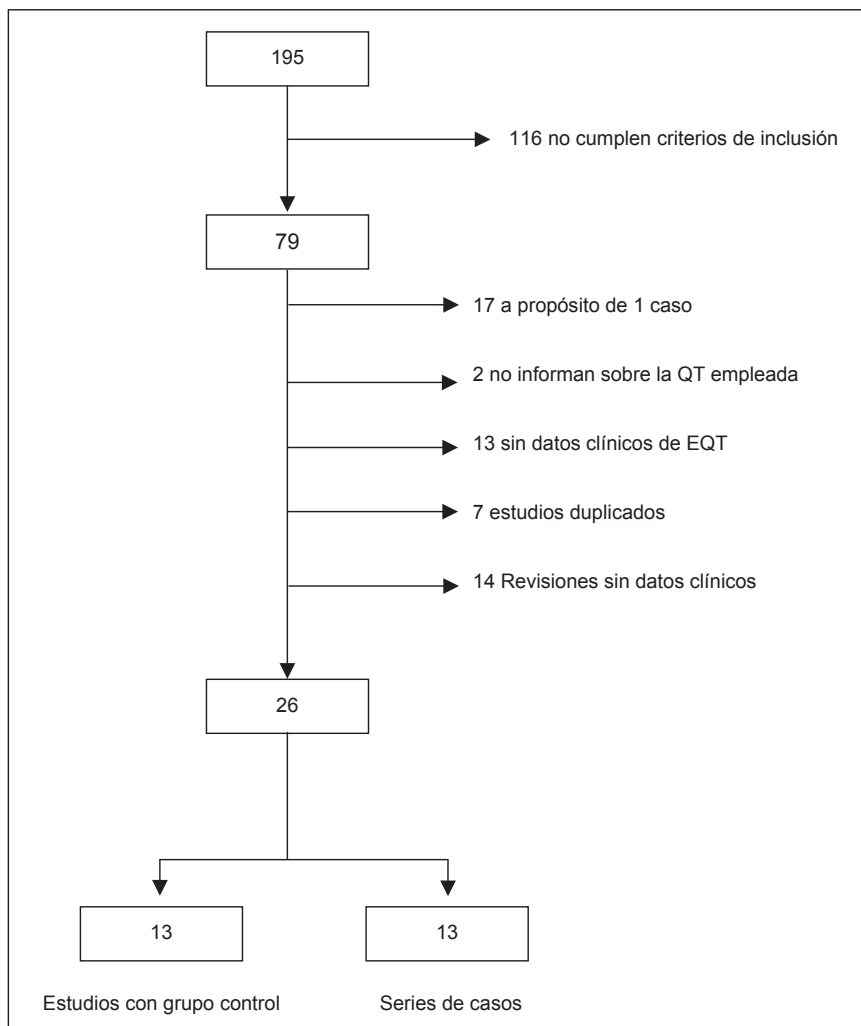 195
116 no cumplen criterios de inclusión
79
17 a propósito de 1 caso
2 no informan sobre la QT empleada
13 sin datos clínicos de EQT
7 estudios duplicados
14 Revisiones sin datos clínicos
26
13
13
Estudios con grupo control
Series de casos